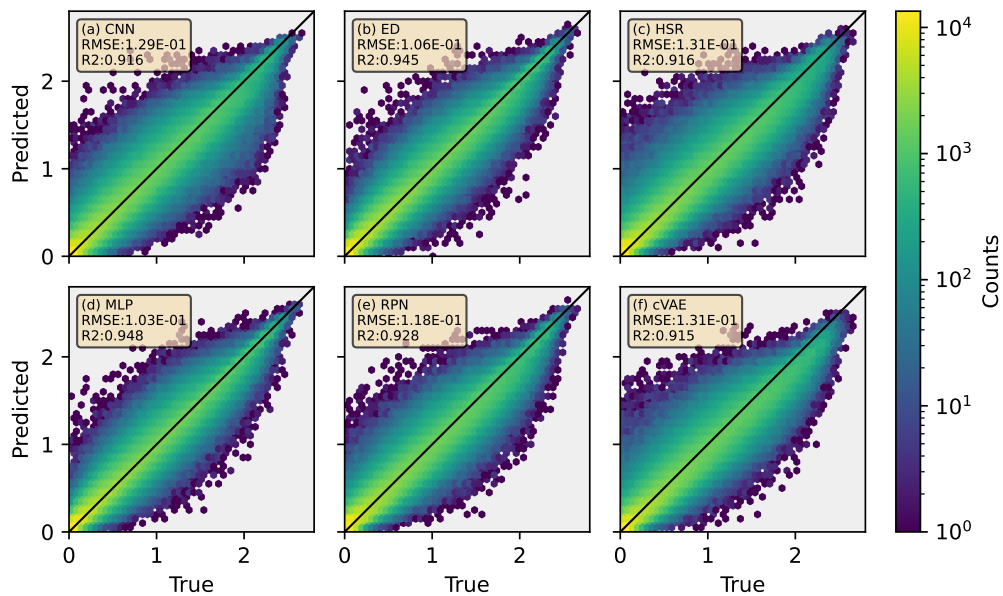 (a) CNN
RMSE:1.29E-01
R2:0.916
(b) ED
RMSE:1.06E-01
R2:0.945
(c) HSR
RMSE:1.31E-01
R2:0.916
Predicted
2
1
0
(d) MLP
RMSE:1.03E-01
R2:0.948
(e) RPN
RMSE:1.18E-01
R2:0.928
(f) cVAE
RMSE:1.31E-01
R2:0.915
Predicted
2
1
0
0 1 2
True
0 1 2
True
0 1 2
True
10⁴
10³
10²
10¹
10⁰
Counts